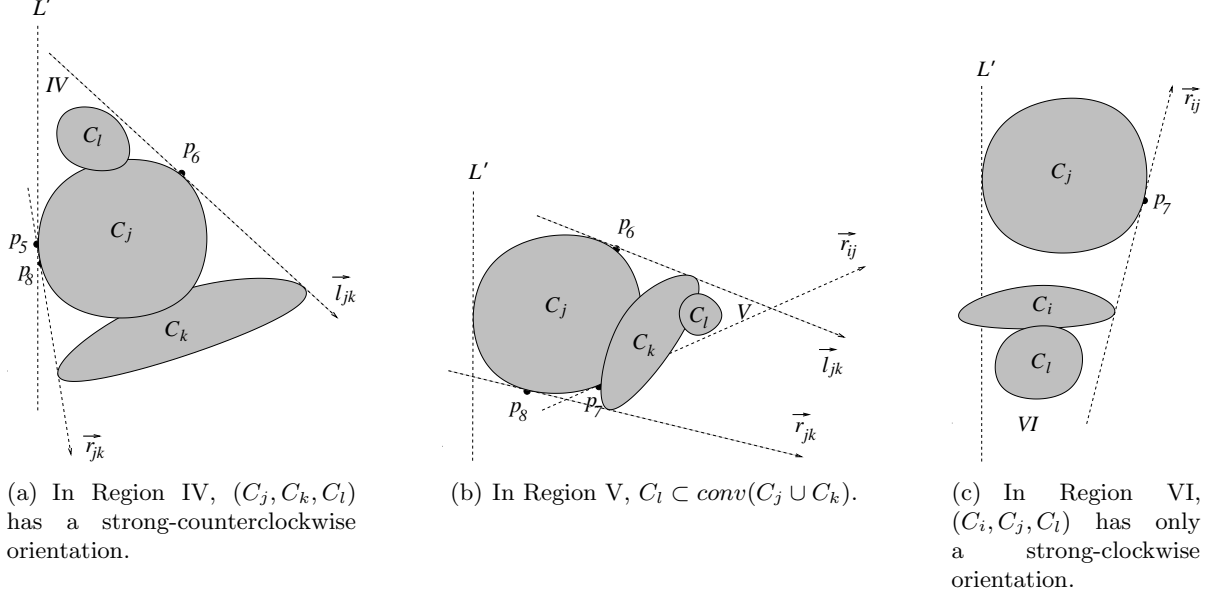 L′
IV
C_l
p_6
C_j
p_5
p_8
C_k
l_jk
r_jk
(a) In Region IV, (C_j, C_k, C_l)
has a strong-counterclockwise
orientation.
L′
p_6
r_ij
C_j
C_k
C_l
V
l_jk
p_8
p_7
r_jk
(b) In Region V, C_l ⊂ conv(C_j ∪ C_k).
L′
r_ij
C_j
p_7
C_i
C_l
VI
(c) In Region VI,
(C_i, C_j, C_l) has only
a strong-clockwise
orientation.